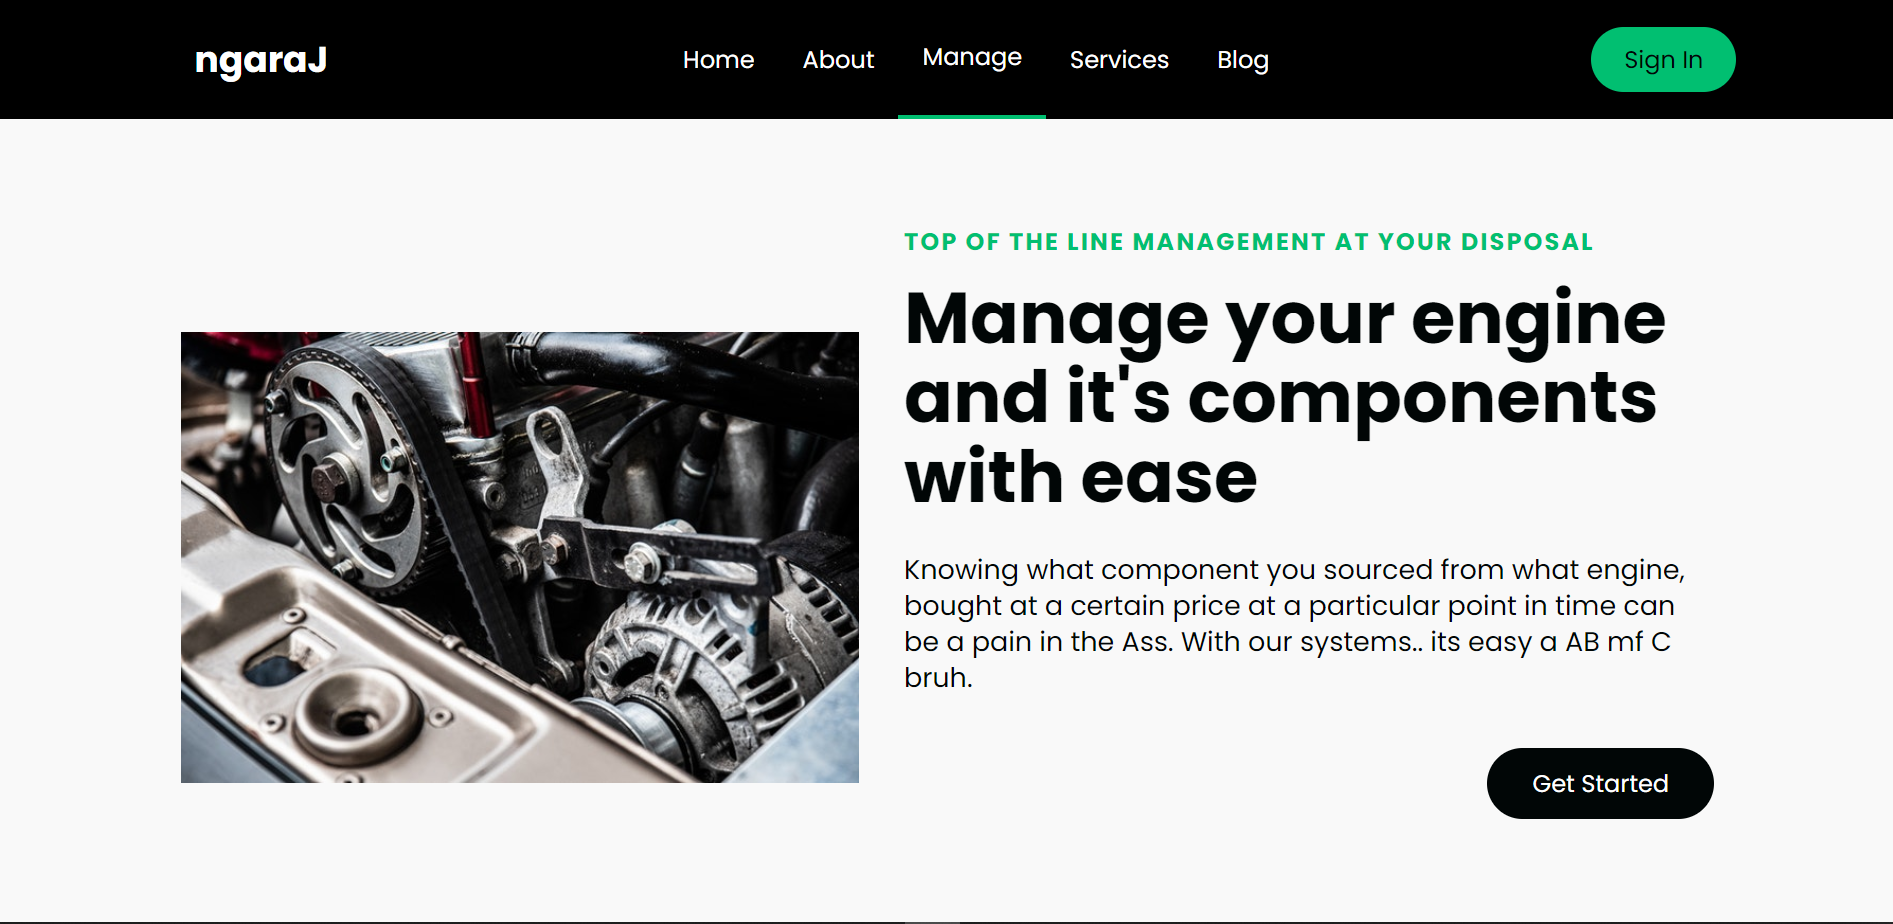 ngaraJ
Home
About
Manage
Services
Blog
Sign In
TOP OF THE LINE MANAGEMENT AT YOUR DISPOSAL
Manage your engine
and it's components
with ease
Knowing what component you sourced from what engine,
bought at a certain price at a particular point in time can
be a pain in the Ass. With our systems.. its easy a AB mf C
bruh.
Get Started